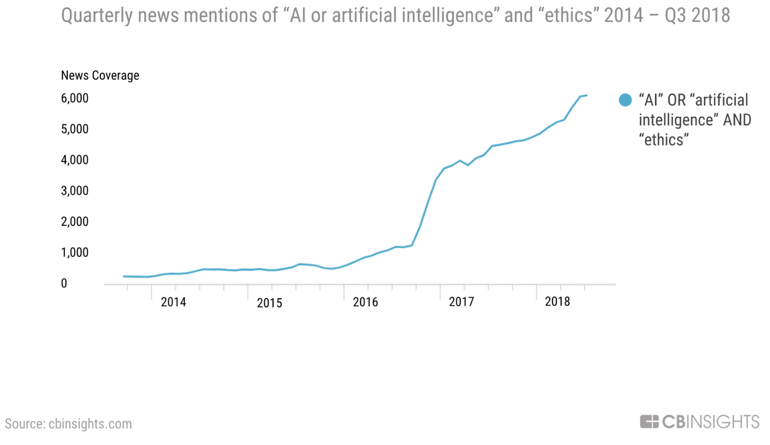 Quarterly news mentions of “AI or artificial intelligence” and “ethics” 2014 – Q3 2018
News Coverage
6,000
5,000
4,000
3,000
2,000
1,000
0
2014
2015
2016
2017
2018
“AI” OR “artificial
intelligence” AND
“ethics”
Source: cbinsights.com
CBINSIGHTS